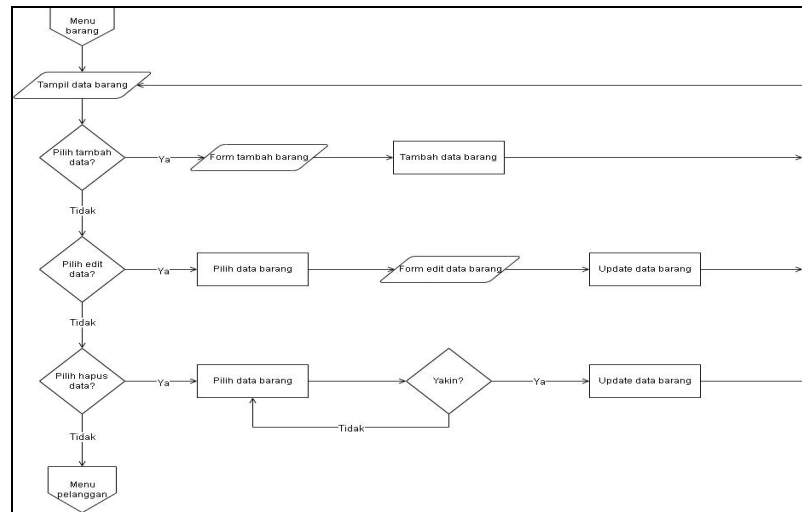 Menu
barang
Tampil data barang
Pilih tambah
data?
Ya
Form tambah barang
Tambah data barang
Tidak
Pilih edit
data?
Ya
Pilih data barang
Form edit data barang
Update data barang
Tidak
Pilih hapus
data?
Ya
Pilih data barang
Yakin?
Ya
Update data barang
Tidak
Tidak
Menu
pelanggan